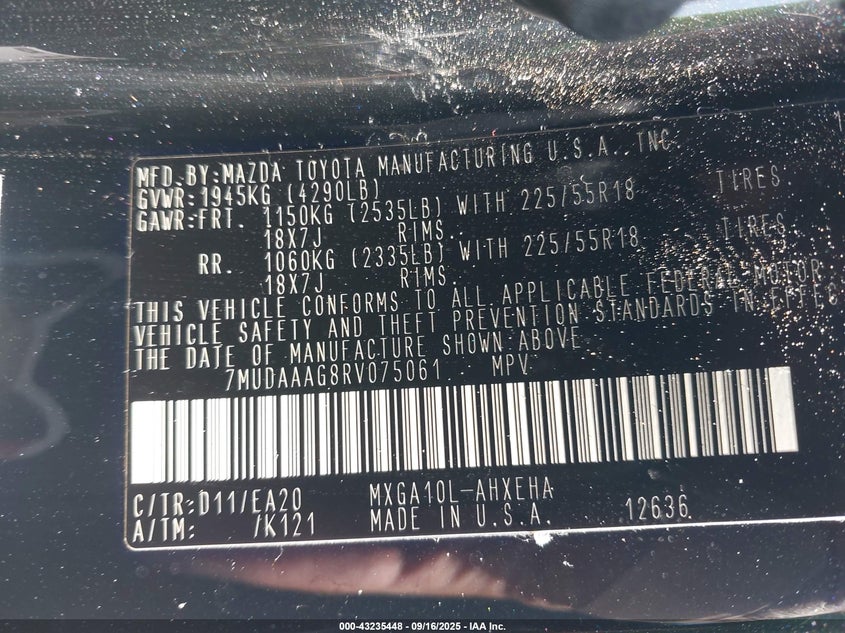 MFD.BY:MAZDA TOYOTA MANUFACTURING U.S.A.,INC.
GVWR:1945KG (4290LB)
GAWR:FRT. 1150KG (2535LB) WITH 225/55R18 TIRES
18X7J RIMS.
RR. 1060KG (2335LB) WITH 225/55R18 TIRES
18X7J RIMS.
THIS VEHICLE CONFORMS TO ALL APPLICABLE FEDERAL MOTOR
VEHICLE SAFETY AND THEFT PREVENTION STANDARDS IN
THE DATE OF MANUFACTURE SHOWN ABOVE
7MUDAAAG8RV075061 MPV
C/TR:D11/EA20 MXGA10L-AHXEHA
A/TM: /K121 MADE IN U.S.A. 12636
000-43235448 - 09/16/2025 - IAA Inc.